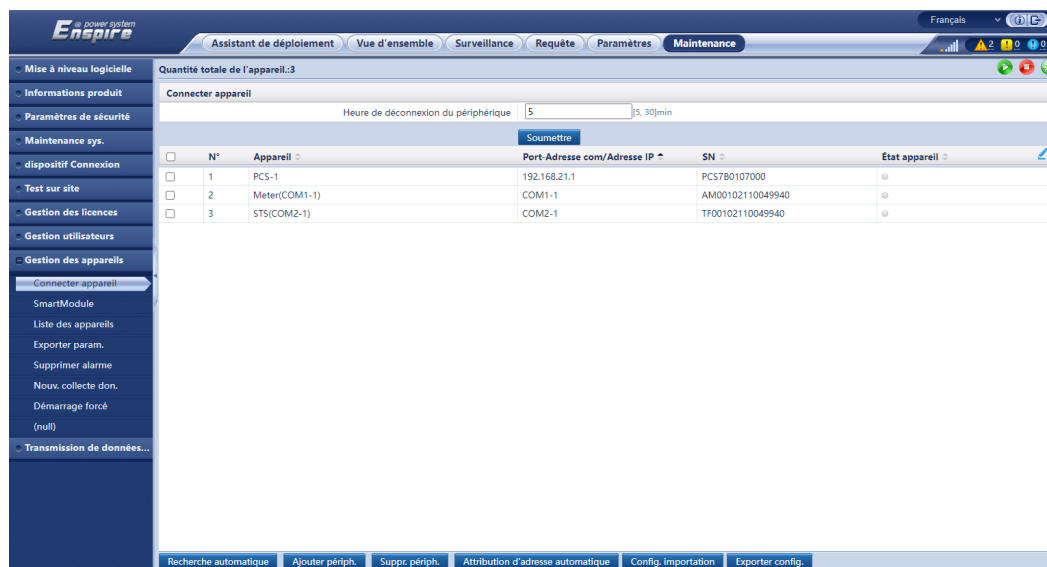 e power system
Enspire
Français
Assistant de déploiement Vue d'ensemble Surveillance Requête Paramètres Maintenance
2 0 0
Mise à niveau logicielle
Informations produit
Paramètres de sécurité
Maintenance sys.
dispositif Connexion
Test sur site
Gestion des licences
Gestion utilisateurs
Gestion des appareils
Connecter appareil
SmartModule
Liste des appareils
Exporter param.
Supprimer alarme
Nouv. collecte don.
Démarrage forcé
(null)
Transmission de données...
Quantité totale de l'appareil.:3
Connecter appareil
Heure de déconnexion du périphérique 5 [5, 30]min
Soumettre
N° Appareil Port-Adresse com/Adresse IP SN État appareil
1 PCS-1 192.168.21.1 PCS7B0107000
2 Meter(COM1-1) COM1-1 AM00102110049940
3 STS(COM2-1) COM2-1 TF00102110049940
Recherche automatique Ajouter périph. Suppr. périph. Attribution d'adresse automatique Config. importation Exporter config.